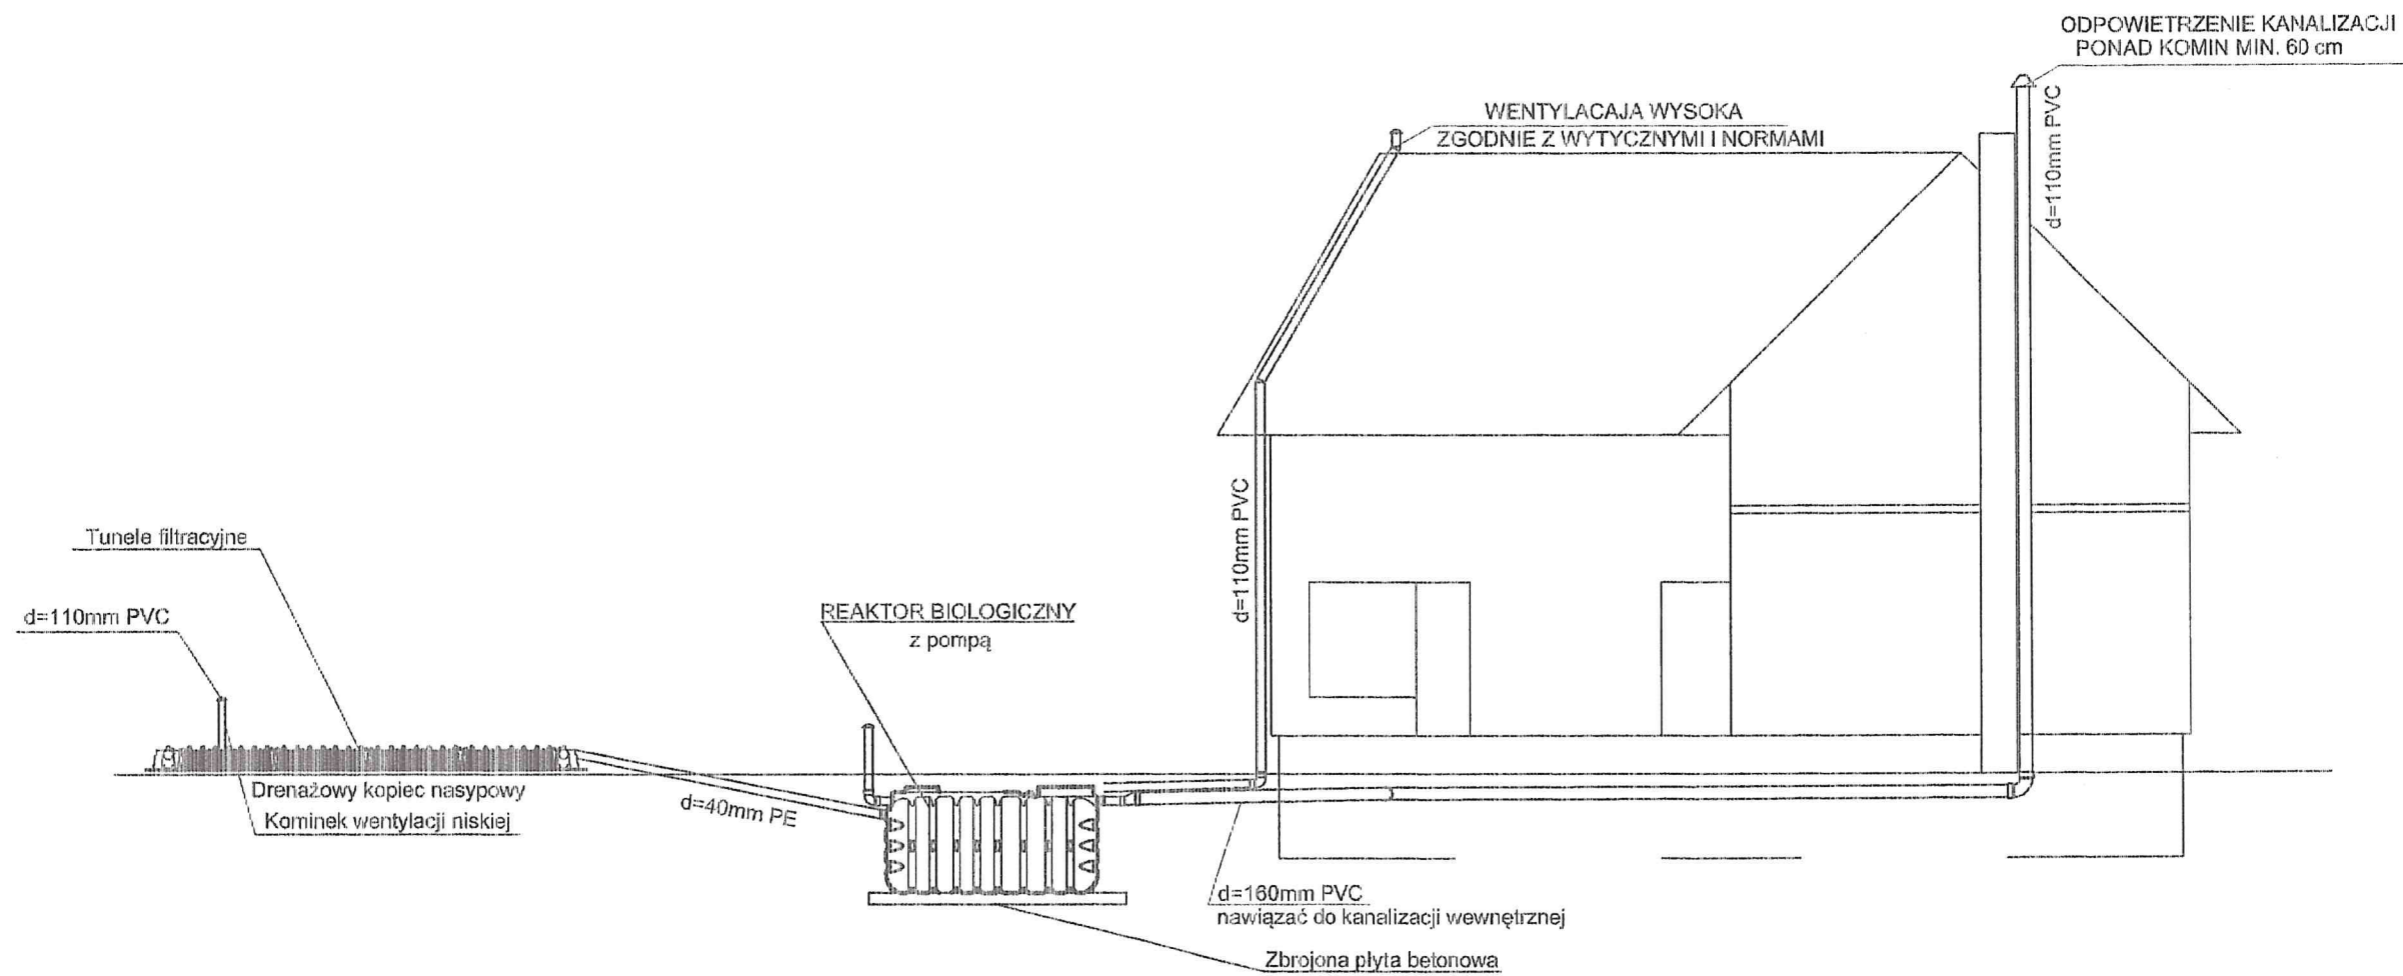 ODPOWIETRZENIE KANALIZACJI
PONAD KOMIN MIN. 60 cm
d=110mm PVC
WENTYLACAJA WYSOKA
ZGODNIE Z WYTYCZNYMI I NORMAMI
d=110mm PVC
Tunele filtracyjne
d=110mm PVC
REAKTOR BIOLOGICZNY
z pompą
Drenażowy kopiec nasypowy
Kominek wentylacji niskiej
d=40mm PE
d=160mm PVC
nawiązać do kanalizacji wewnętrznej
Zbrojona płyta betonowa